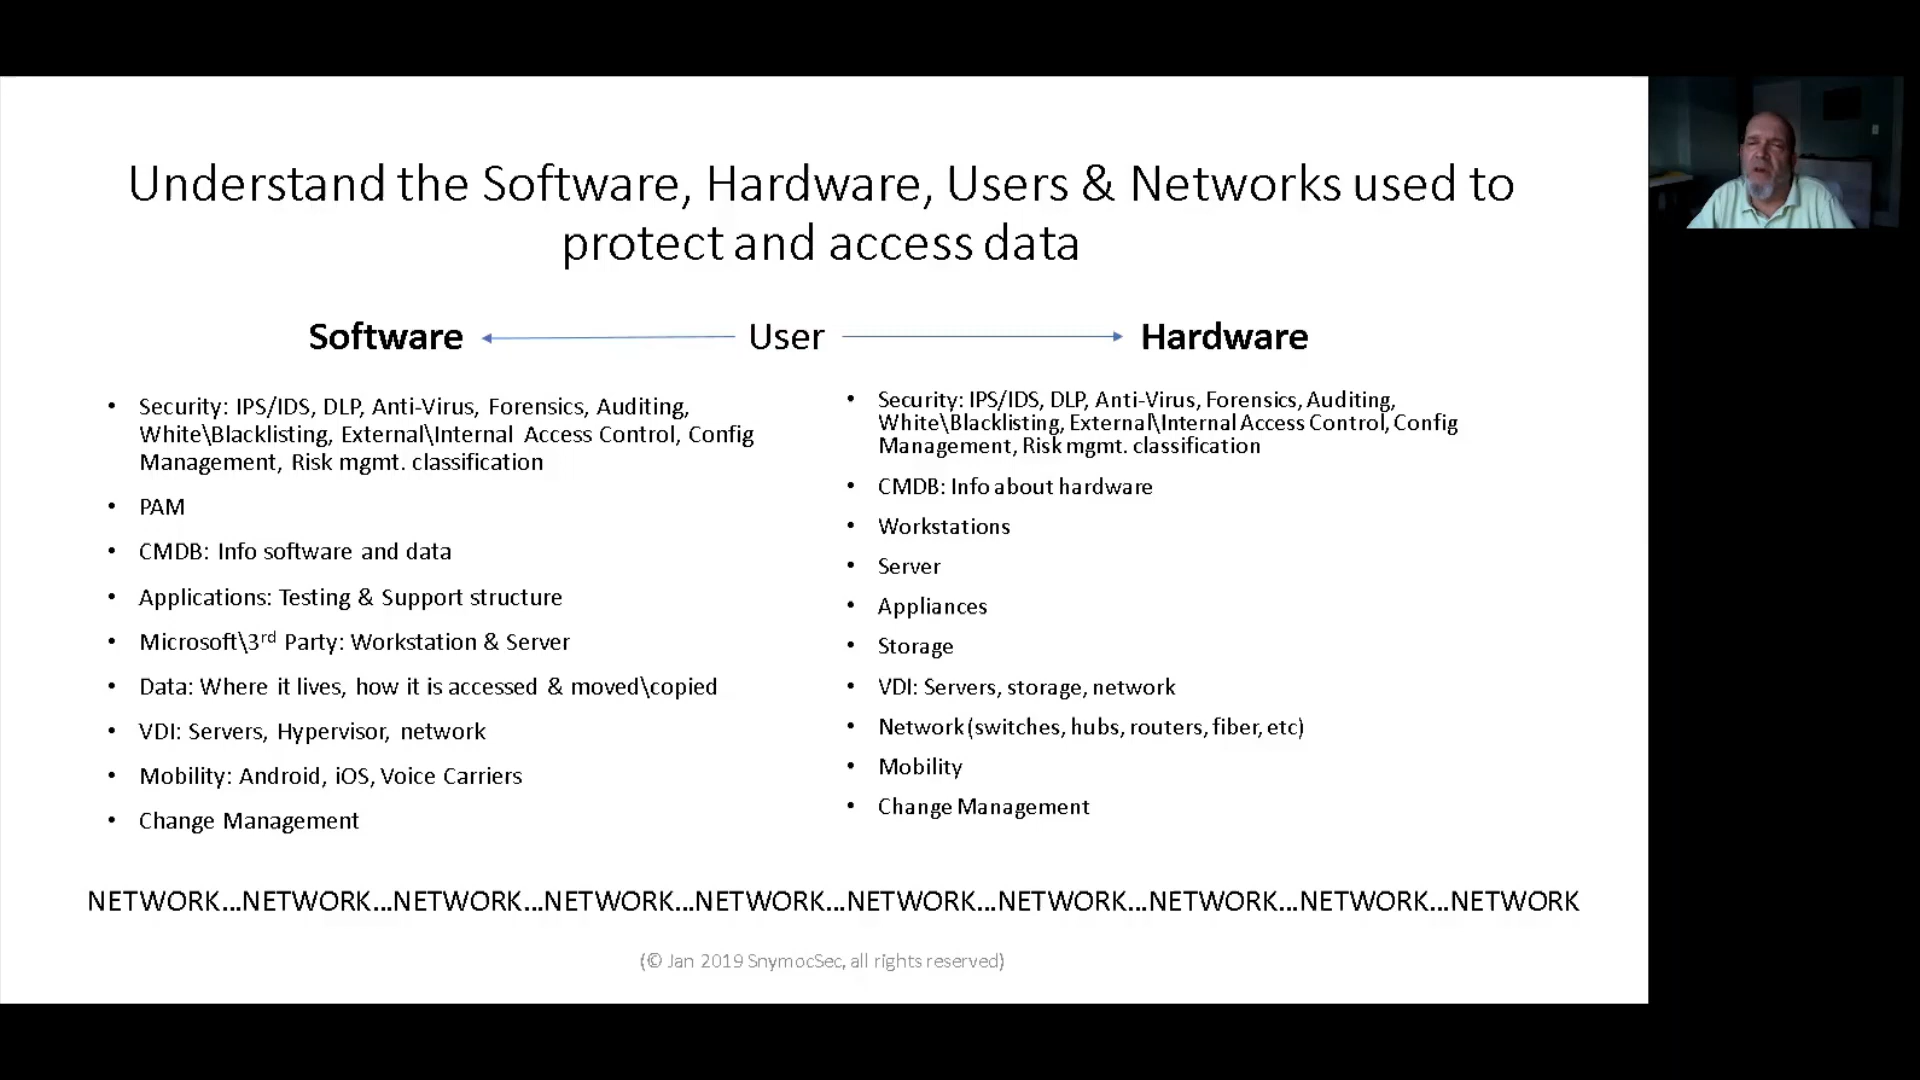 Understand the Software, Hardware, Users & Networks used to
protect and access data
Software
User
Hardware
• Security: IPS/IDS, DLP, Anti-Virus, Forensics, Auditing,
White\Blacklisting, External\Internal Access Control, Config
Management, Risk mgmt. classification
• PAM
• CMDB: Info software and data
• Applications: Testing & Support structure
• Microsoft\3rd Party: Workstation & Server
• Data: Where it lives, how it is accessed & moved\copied
• VDI: Servers, Hypervisor, network
• Mobility: Android, iOS, Voice Carriers
• Change Management
• Security: IPS/IDS, DLP, Anti-Virus, Forensics, Auditing,
White\Blacklisting, External\Internal Access Control, Config
Management, Risk mgmt. classification
• CMDB: Info about hardware
• Workstations
• Server
• Appliances
• Storage
• VDI: Servers, storage, network
• Network (switches, hubs, routers, fiber, etc)
• Mobility
• Change Management
NETWORK...NETWORK...NETWORK...NETWORK...NETWORK...NETWORK...NETWORK...NETWORK...NETWORK...NETWORK
(© Jan 2019 SnymocSec, all rights reserved)